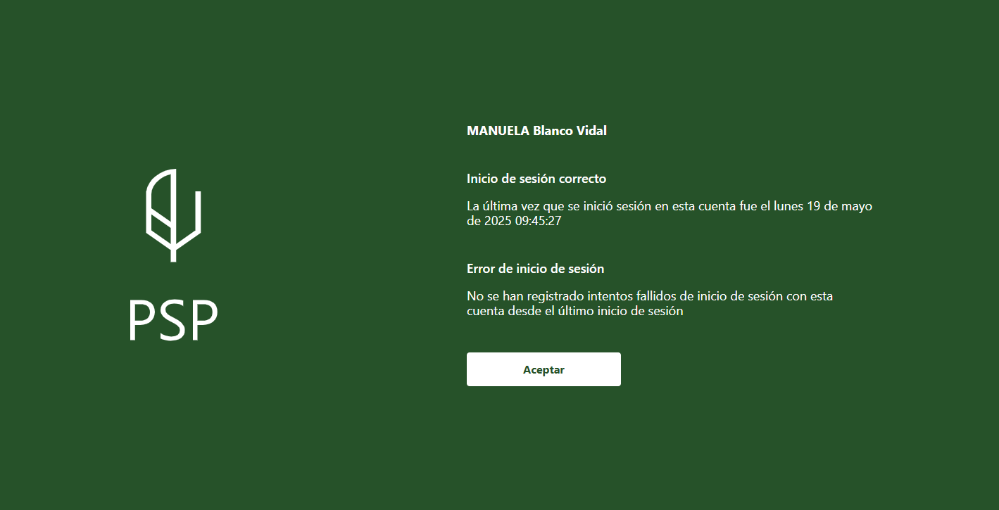 MANUELA Blanco Vidal
Inicio de sesión correcto
La última vez que se inició sesión en esta cuenta fue el lunes 19 de mayo
de 2025 09:45:27
Error de inicio de sesión
No se han registrado intentos fallidos de inicio de sesión con esta
cuenta desde el último inicio de sesión
Aceptar
PSP